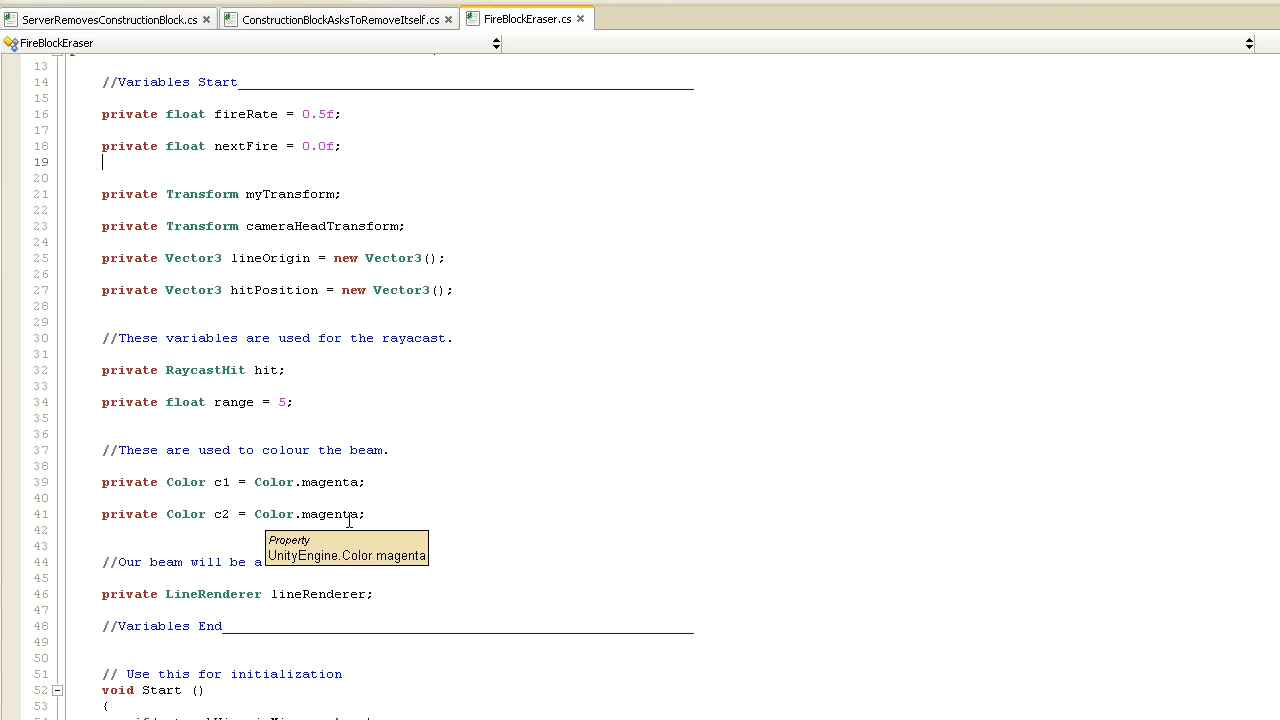 ServerRemovesConstructionBlock.cs
ConstructionBlockAsksToRemoveItself.cs
FireBlockEraser.cs
FireBlockEraser
13
14 //Variables Start____________________________________________________________
15
16 private float fireRate = 0.5f;
17
18 private float nextFire = 0.0f;
19
20
21 private Transform myTransform;
22
23 private Transform cameraHeadTransform;
24
25 private Vector3 lineOrigin = new Vector3();
26
27 private Vector3 hitPosition = new Vector3();
28
29
30 //These variables are used for the rayacast.
31
32 private RaycastHit hit;
33
34 private float range = 5;
35
36
37 //These are used to colour the beam.
38
39 private Color c1 = Color.magenta;
40
41 private Color c2 = Color.magenta;
42
Property
43
UnityEngine.Color magenta
44 //Our beam will be a
45
46 private LineRenderer lineRenderer;
47
48 //Variables End____________________________________________________________
49
50
51 // Use this for initialization
52 void Start ()
53 {